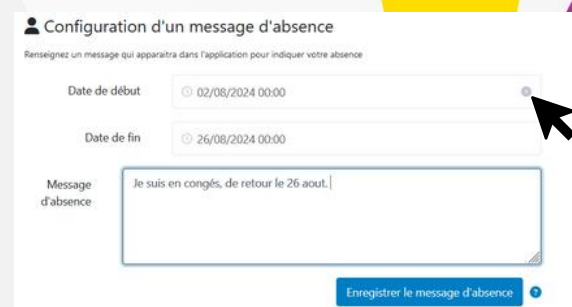 Configuration d'un message d'absence
Renseignez un message qui apparaitra dans l'application pour indiquer votre absence
Date de début
02/08/2024 00:00
Date de fin
26/08/2024 00:00
Message
d'absence
Je suis en congés, de retour le 26 aout.
Enregistrer le message d'absence